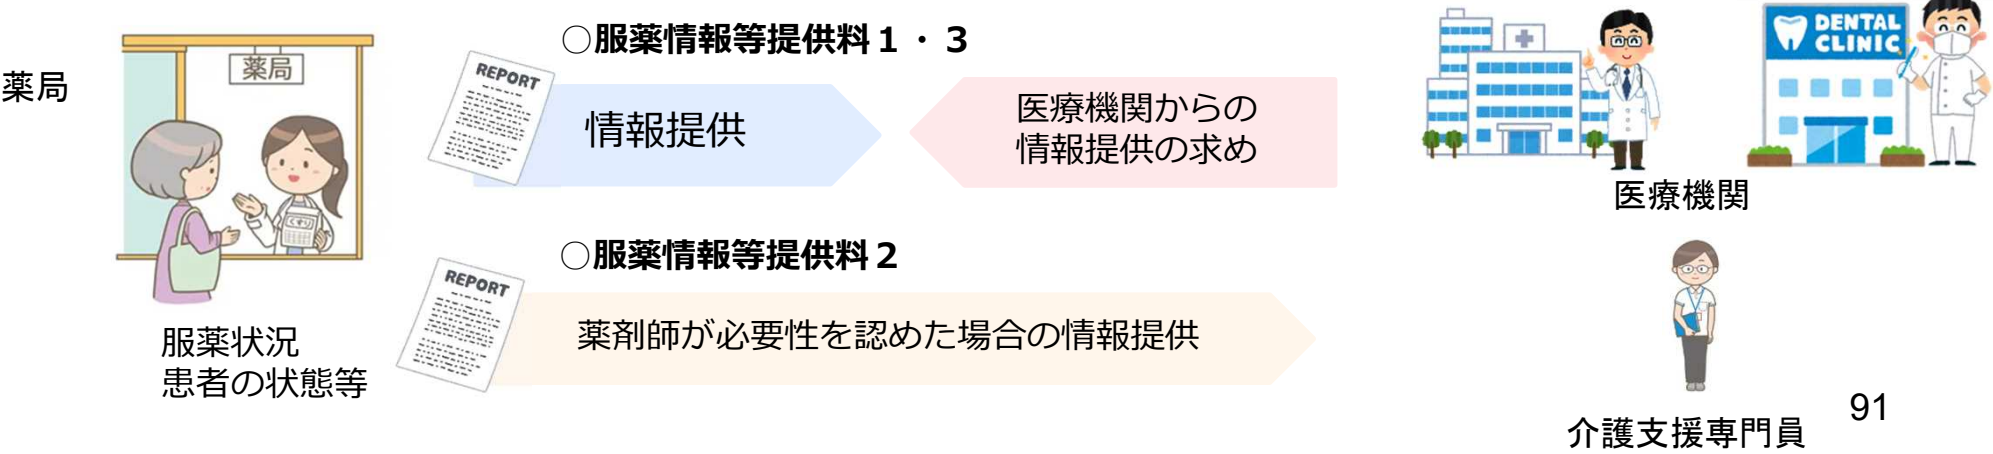 薬局
薬局
くすり
服薬状況
患者の状態等
○服薬情報等提供料１・３
REPORT
情報提供
医療機関からの
情報提供の求め
DENTAL
CLINIC
医療機関
○服薬情報等提供料２
REPORT
薬剤師が必要性を認めた場合の情報提供
介護支援専門員
91